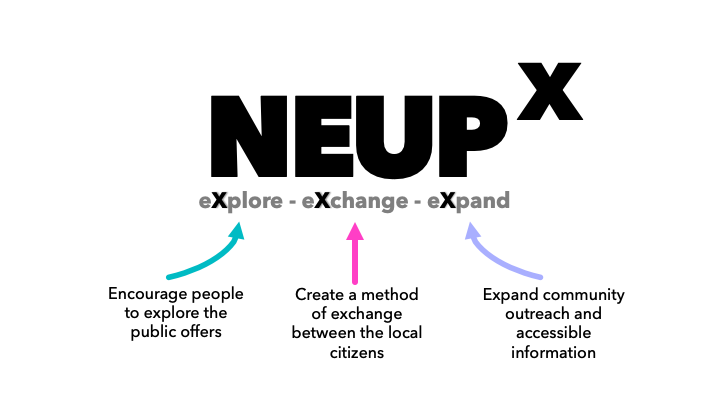 NEUP X
eXplore - eXchange - eXpand
Encourage people
to explore the
public offers
Create a method
of exchange
between the local
citizens
Expand community
outreach and
accessible
information